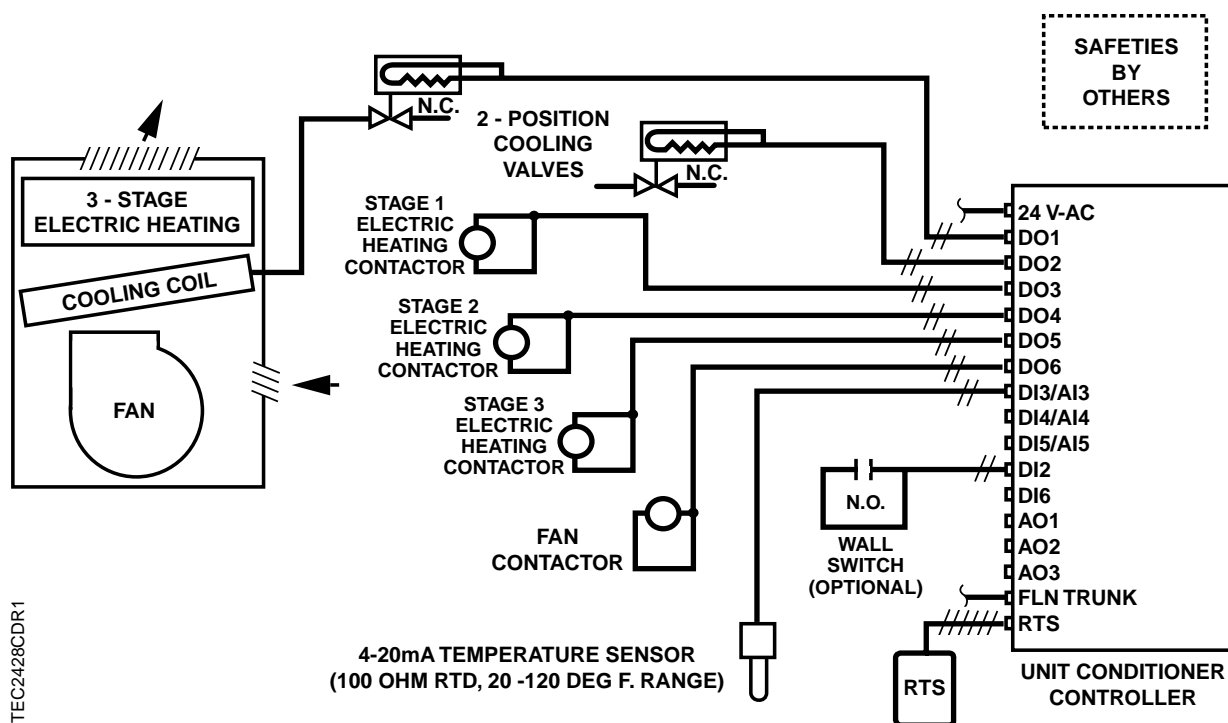 SAFETIES
BY
OTHERS
N.C.
2 - POSITION
COOLING
VALVES
N.C.
3 - STAGE
ELECTRIC HEATING
COOLING COIL
FAN
STAGE 1
ELECTRIC
HEATING
CONTACTOR
STAGE 2
ELECTRIC
HEATING
CONTACTOR
STAGE 3
ELECTRIC
HEATING
CONTACTOR
FAN
CONTACTOR
N.O.
WALL
SWITCH
(OPTIONAL)
24 V-AC
DO1
DO2
DO3
DO4
DO5
DO6
DI3/AI3
DI4/AI4
DI5/AI5
DI2
DI6
AO1
AO2
AO3
FLN TRUNK
RTS
4-20mA TEMPERATURE SENSOR
(100 OHM RTD, 20 -120 DEG F. RANGE)
RTS
UNIT CONDITIONER
CONTROLLER
TEC2428CDR1